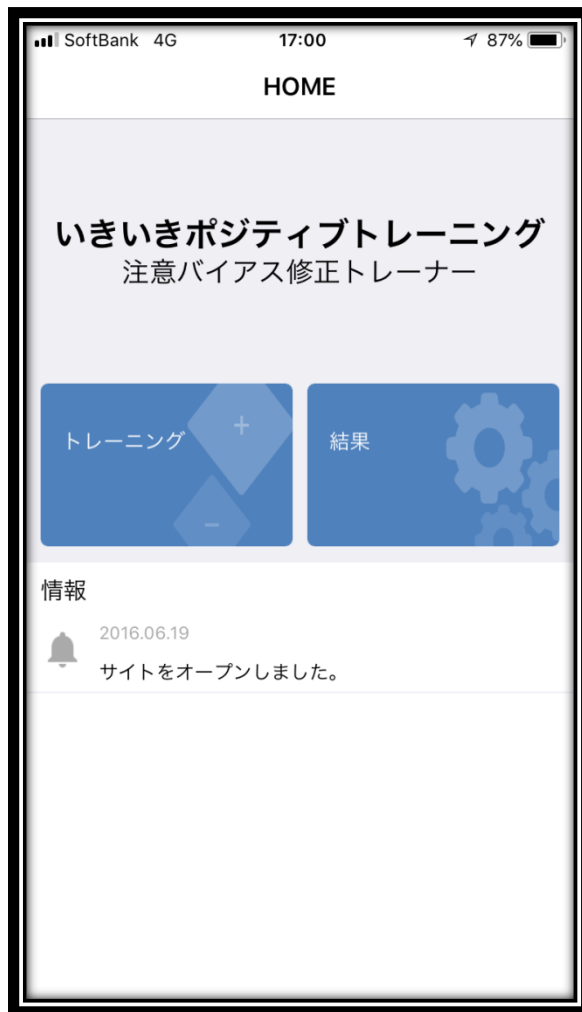 SoftBank 4G 17:00 87%
HOME
いきいきポジティブトレーニング
注意バイアス修正トレーナー
トレーニング 結果
情報
2016.06.19
サイトをオープンしました。